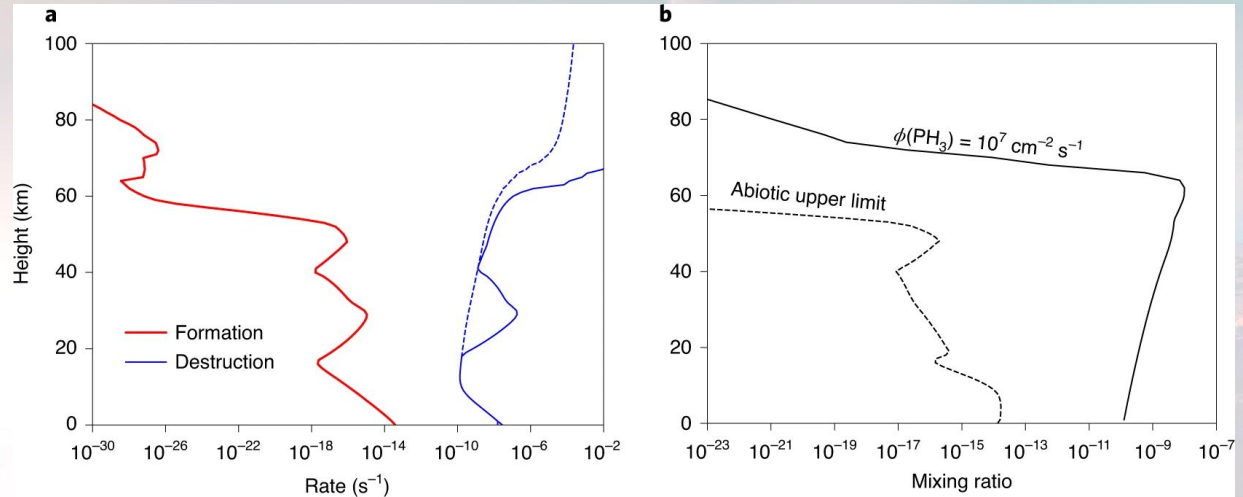 a
100
80
60
40
20
0
Height (km)
Formation
Destruction
10⁻³⁰ 10⁻²⁶ 10⁻²² 10⁻¹⁸ 10⁻¹⁴ 10⁻¹⁰ 10⁻⁶ 10⁻²
Rate (s⁻¹)
b
100
80
60
40
20
0
ϕ(PH₃) = 10⁷ cm⁻² s⁻¹
Abiotic upper limit
10⁻²³ 10⁻²¹ 10⁻¹⁹ 10⁻¹⁷ 10⁻¹⁵ 10⁻¹³ 10⁻¹¹ 10⁻⁹ 10⁻⁷
Mixing ratio